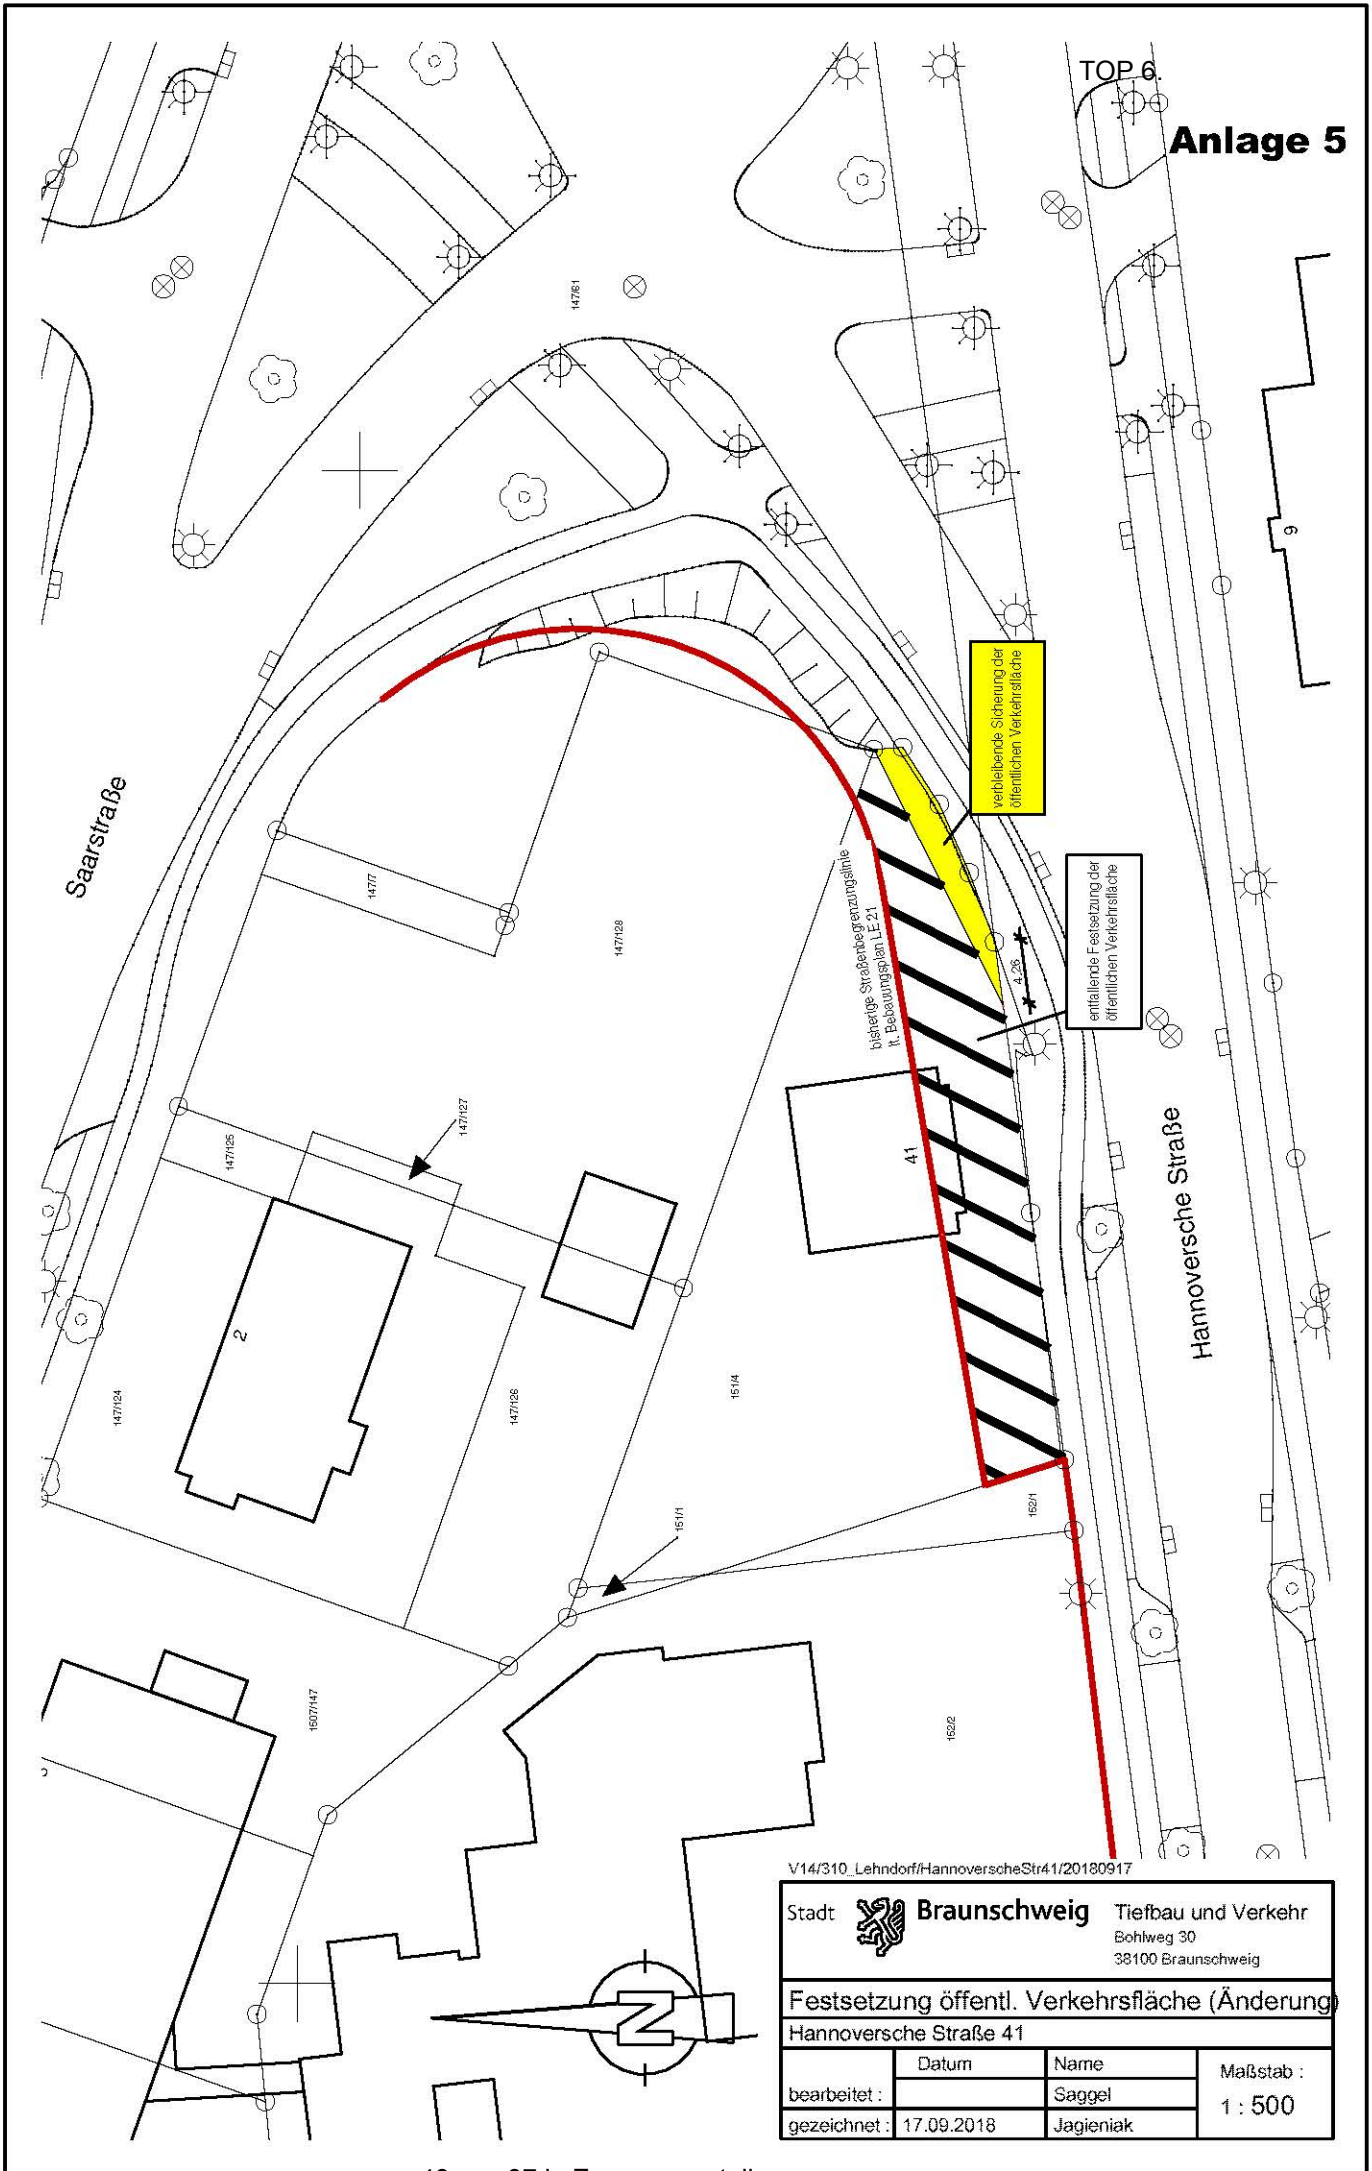 TOP 6.
Anlage 5
147/61
9
verbleibende Sicherung der
öffentlichen Verkehrsfläche
Saarstraße
147/7
147/128
bisherige Straßenbegrenzungslinie
lt. Bebauungsplan LE 21
4.26
entfallende Festsetzung der
öffentlichen Verkehrsfläche
147/127
147/125
41
Hannoversche Straße
2
147/124
147/126
151/4
151/1
152/1
1507/147
152/2
V14/310_Lehndorf/HannoverscheStr41/20180917
Stadt Braunschweig Tiefbau und Verkehr
Bohlweg 30
38100 Braunschweig
Festsetzung öffentl. Verkehrsfläche (Änderung)
Hannoversche Straße 41
Datum Name Maßstab :
bearbeitet : Saggel
1 : 500
gezeichnet : 17.09.2018 Jagieniak
N